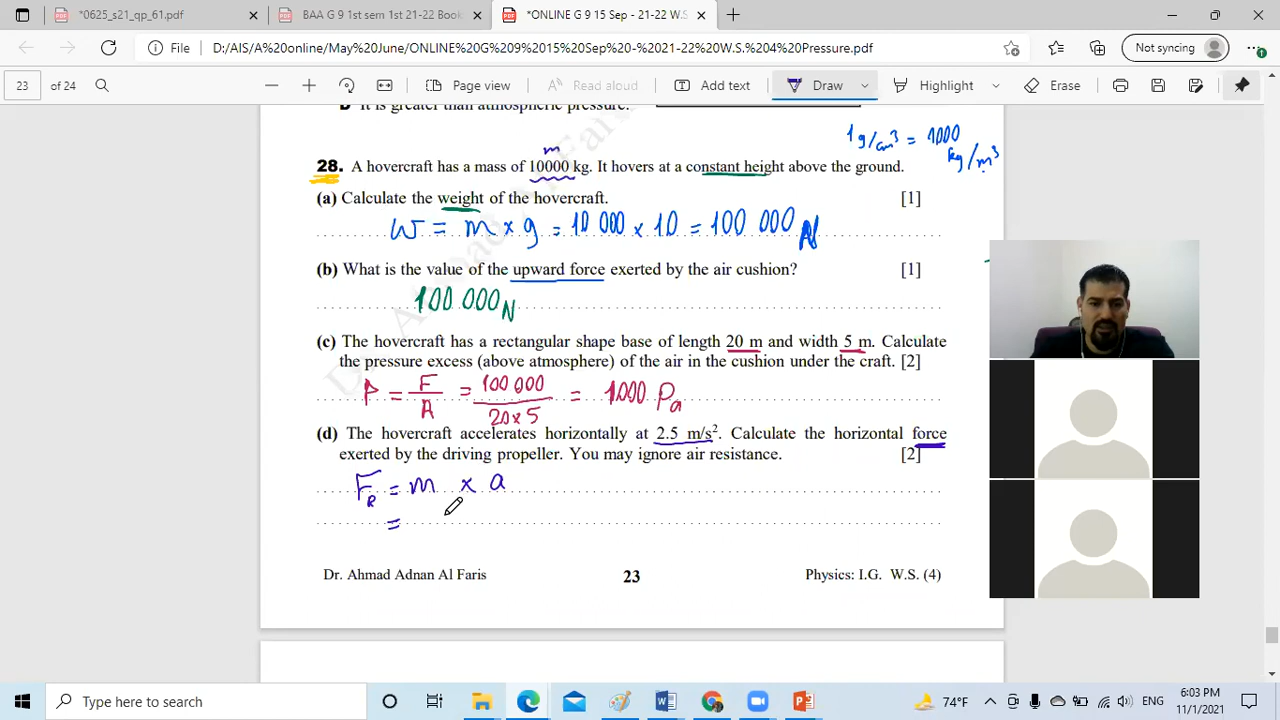 *0625_s21_qp_61.pdf
BAA G 9 1st sem 1st 21-22 Book
*ONLINE G 9 15 Sep - 21-22 W.S.
File
D:/AIS/A%20online/May%20June/ONLINE%20G%209%2015%20Sep%20-%2021-22%20W.S.%204%20Pressure.pdf
Not syncing
23
of 24
Page view
Read aloud
Add text
Draw
Highlight
Erase
It is greater than atmospheric pressure.
1g/cm³ = 1000 kg/m³
m
28. A hovercraft has a mass of 10000 kg. It hovers at a constant height above the ground.
(a) Calculate the weight of the hovercraft. [1]
W = m × g = 10 000 × 10 = 100 000 N
(b) What is the value of the upward force exerted by the air cushion? [1]
100 000 N
(c) The hovercraft has a rectangular shape base of length 20 m and width 5 m. Calculate
the pressure excess (above atmosphere) of the air in the cushion under the craft. [2]
P = F/A = 100 000 / 20×5 = 1000 Pa
(d) The hovercraft accelerates horizontally at 2.5 m/s². Calculate the horizontal force
exerted by the driving propeller. You may ignore air resistance. [2]
F_R = m × a
=
Dr. Ahmad Adnan Al Faris
23
Physics: I.G. W.S. (4)
Type here to search
74°F
ENG
6:03 PM
11/1/2021